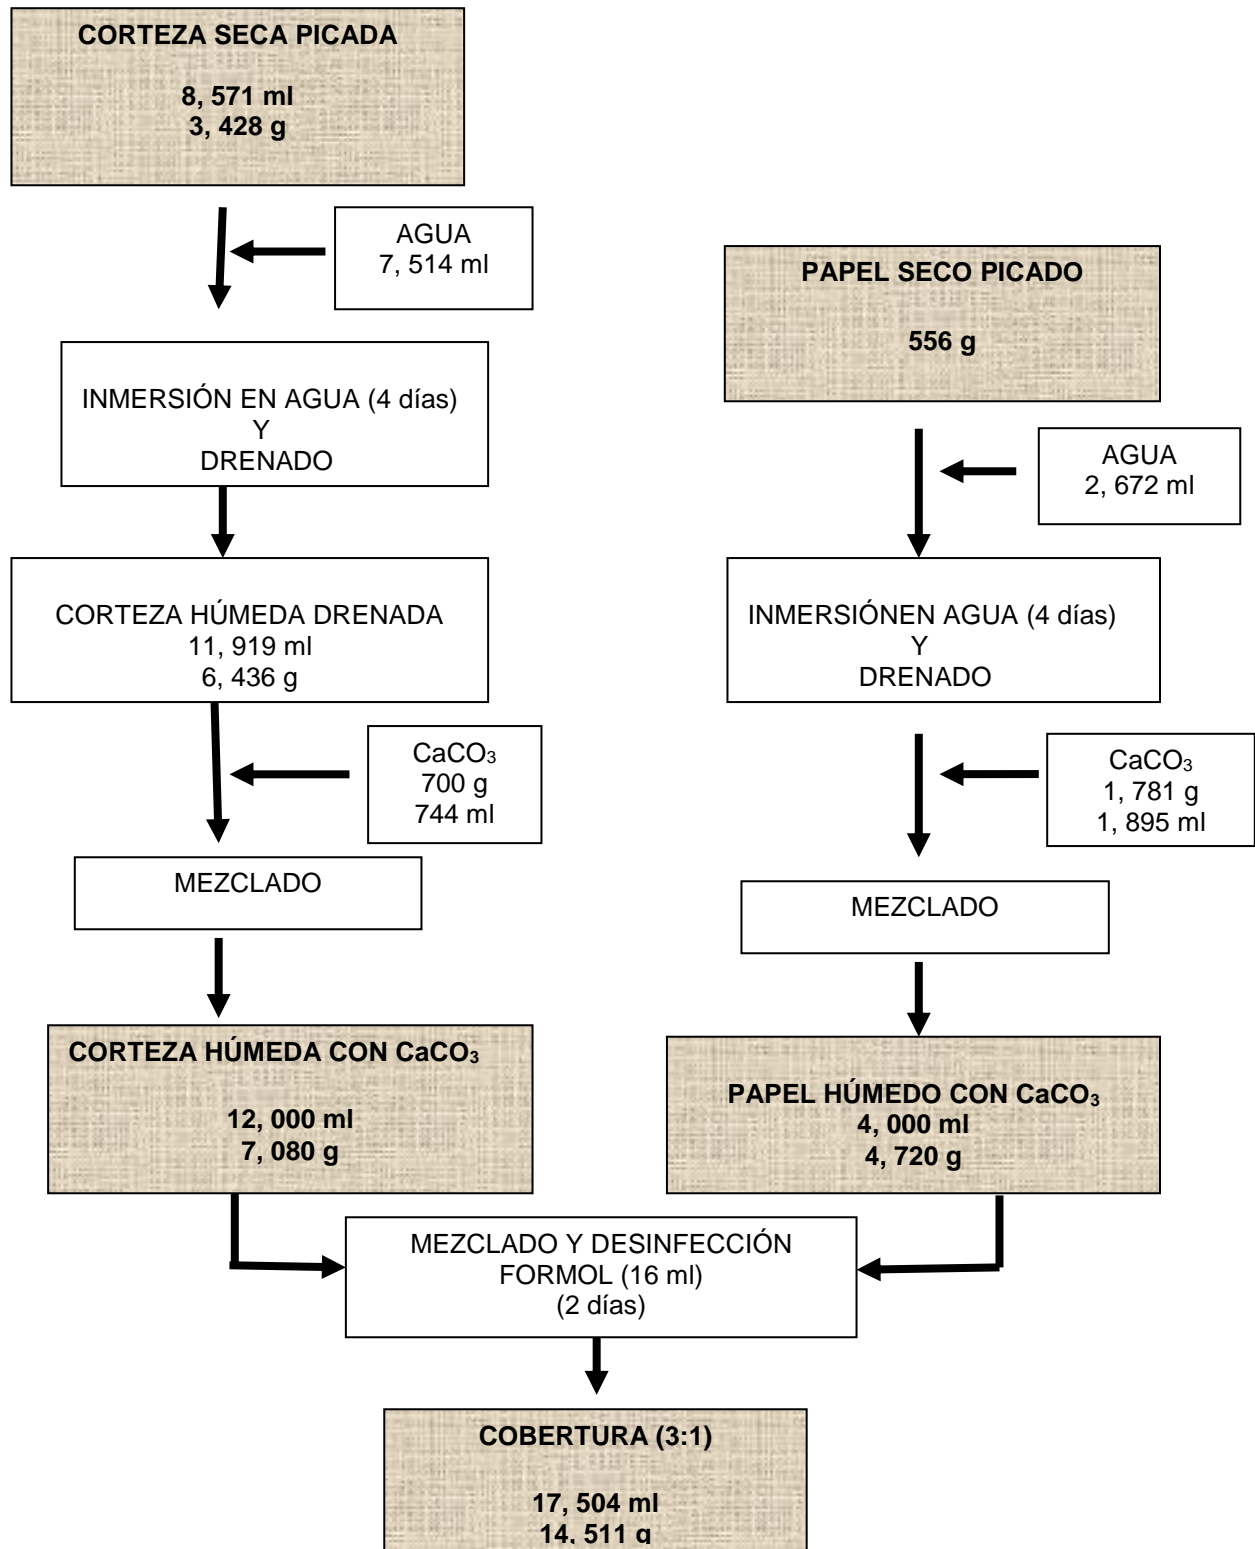 CORTEZA SECA PICADA
8, 571 ml
3, 428 g
AGUA
7, 514 ml
INMERSIÓN EN AGUA (4 días)
Y
DRENADO
CORTEZA HÚMEDA DRENADA
11, 919 ml
6, 436 g
CaCO₃
700 g
744 ml
MEZCLADO
CORTEZA HÚMEDA CON CaCO₃
12, 000 ml
7, 080 g
PAPEL SECO PICADO
556 g
AGUA
2, 672 ml
INMERSIÓNEN AGUA (4 días)
Y
DRENADO
CaCO₃
1, 781 g
1, 895 ml
MEZCLADO
PAPEL HÚMEDO CON CaCO₃
4, 000 ml
4, 720 g
MEZCLADO Y DESINFECCIÓN
FORMOL (16 ml)
(2 días)
COBERTURA (3:1)
17, 504 ml
14, 511 g